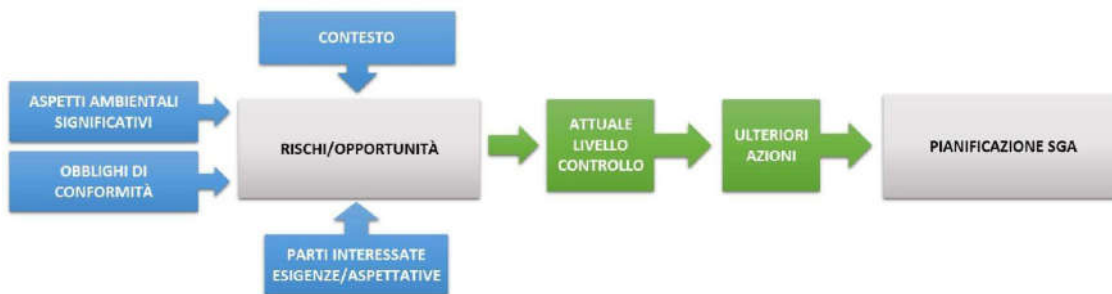 CONTESTO
ASPETTI AMBIENTALI
SIGNIFICATIVI
OBBLIGHI DI
CONFORMITÀ
RISCHI/OPPORTUNITÀ
PARTI INTERESSATE
ESIGENZE/ASPETTATIVE
ATTUALE
LIVELLO
CONTROLLO
ULTERIORI
AZIONI
PIANIFICAZIONE SGA